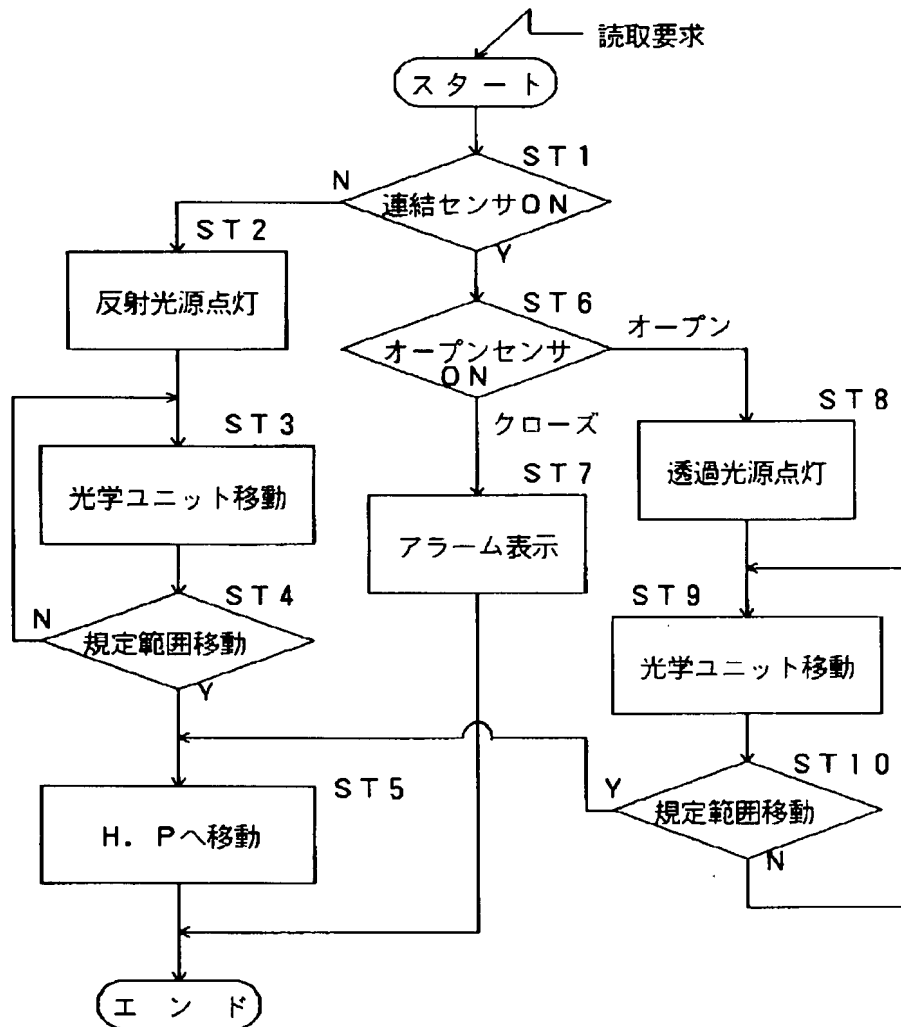 読取要求
スタート
ST1
N
連結センサON
Y
ST2
反射光源点灯
ST6
オープン
オープンセンサ
ON
クローズ
ST3
光学ユニット移動
ST7
アラーム表示
ST8
透過光源点灯
ST4
N
規定範囲移動
Y
ST9
光学ユニット移動
ST10
Y
規定範囲移動
N
ST5
H．Pへ移動
エンド